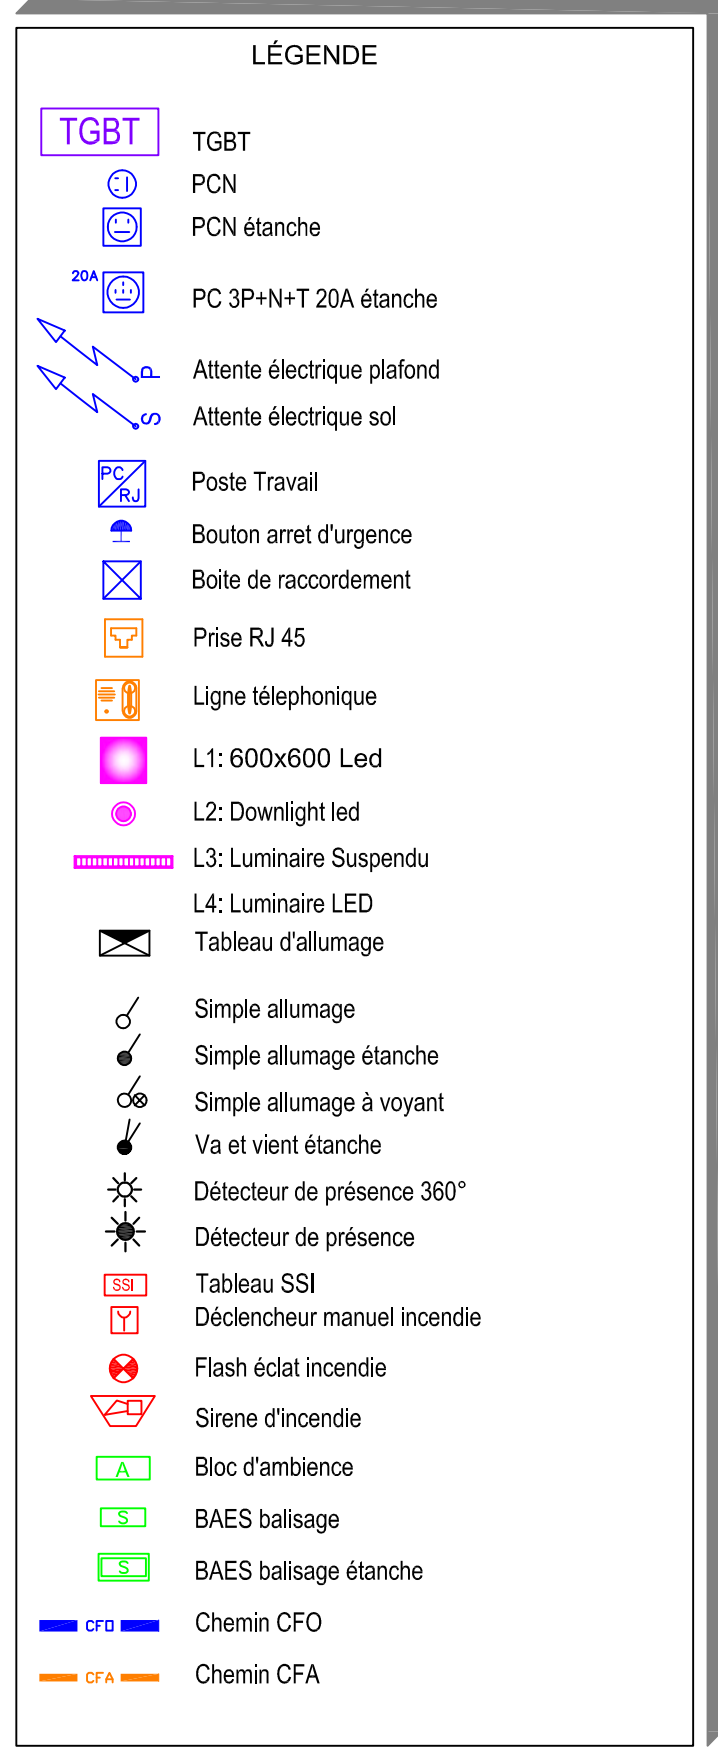 LÉGENDE
TGBT TGBT
PCN
PCN étanche
20A PC 3P+N+T 20A étanche
P Attente électrique plafond
S Attente électrique sol
PC/RJ Poste Travail
Bouton arret d'urgence
Boite de raccordement
Prise RJ 45
Ligne télephonique
L1: 600x600 Led
L2: Downlight led
L3: Luminaire Suspendu
L4: Luminaire LED
Tableau d'allumage
Simple allumage
Simple allumage étanche
Simple allumage à voyant
Va et vient étanche
Détecteur de présence 360°
Détecteur de présence
SSI Tableau SSI
Déclencheur manuel incendie
Flash éclat incendie
Sirene d'incendie
A Bloc d'ambience
S BAES balisage
S BAES balisage étanche
CFO Chemin CFO
CFA Chemin CFA